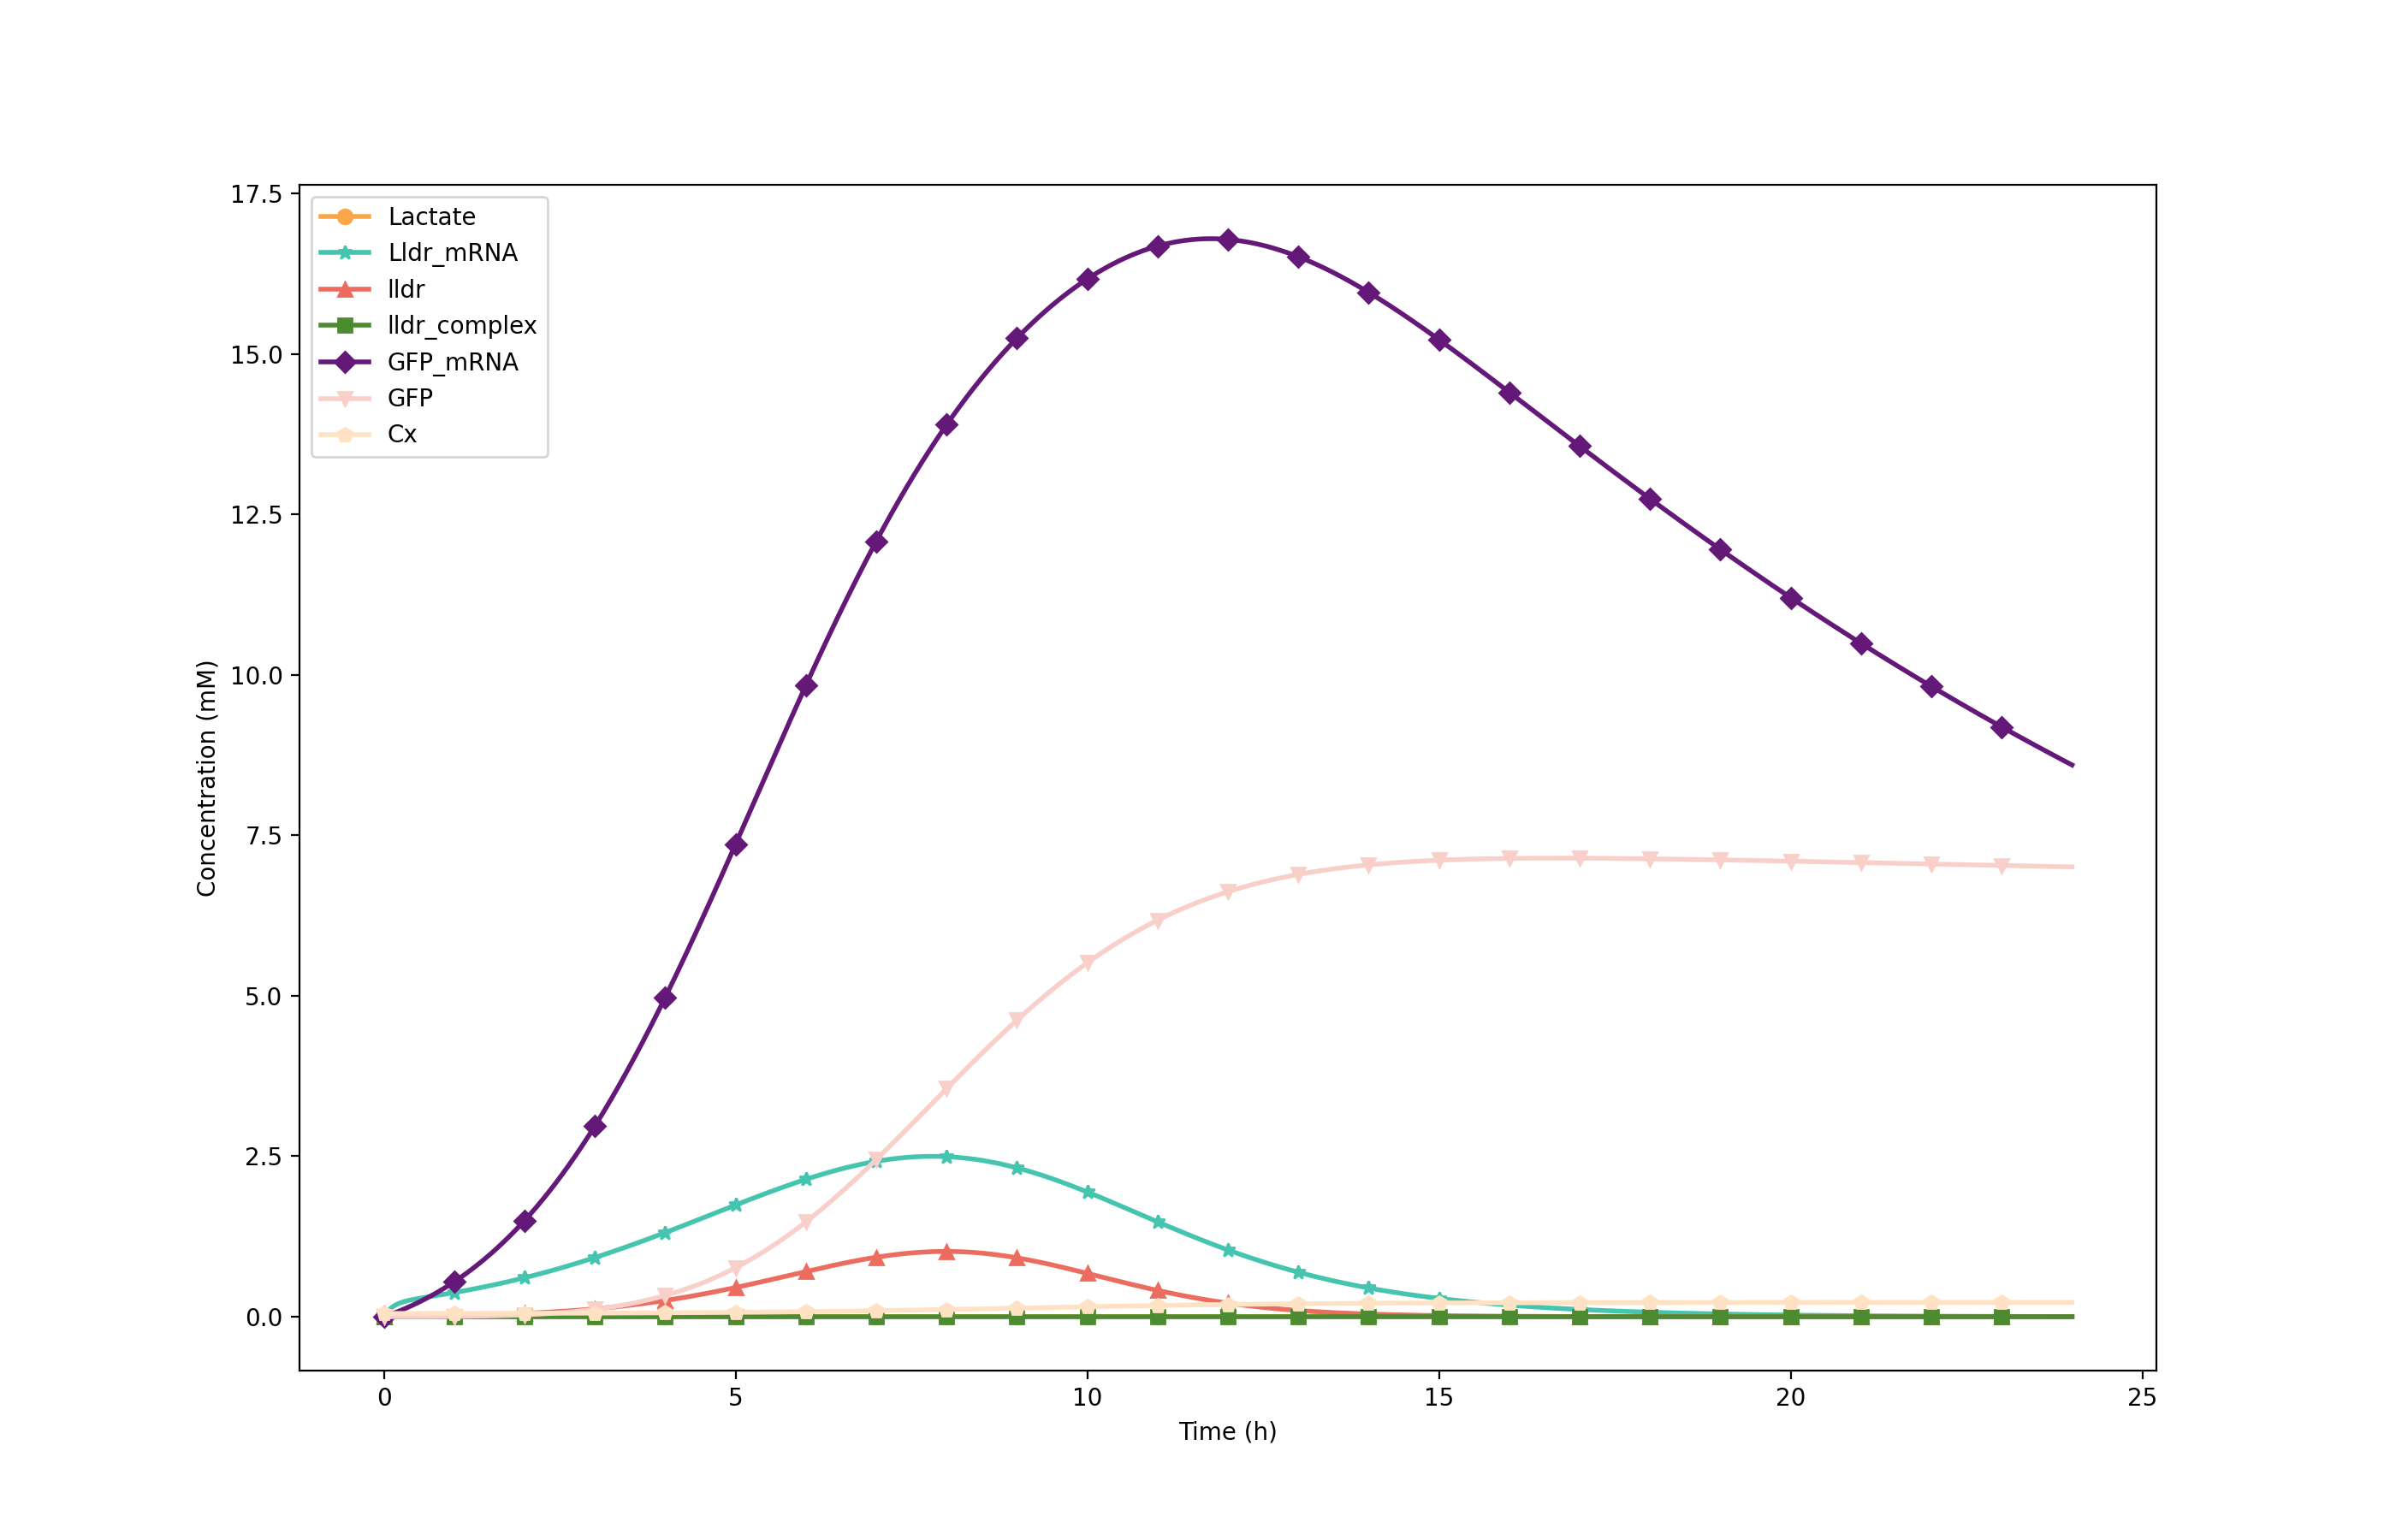 17.5
15.0
12.5
10.0
7.5
5.0
2.5
0.0
Concentration (mM)
Lactate
Lldr_mRNA
lldr
lldr_complex
GFP_mRNA
GFP
Cx
0 5 10 15 20 25
Time (h)